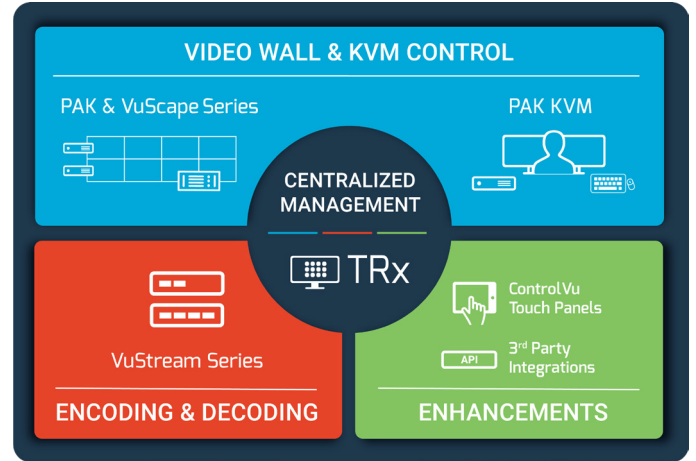 VIDEO WALL & KVM CONTROL
PAK & VuScape Series
PAK KVM
CENTRALIZED
MANAGEMENT
TRx
VuStream Series
ENCODING & DECODING
ControlVu
Touch Panels
API
3rd Party
Integrations
ENHANCEMENTS